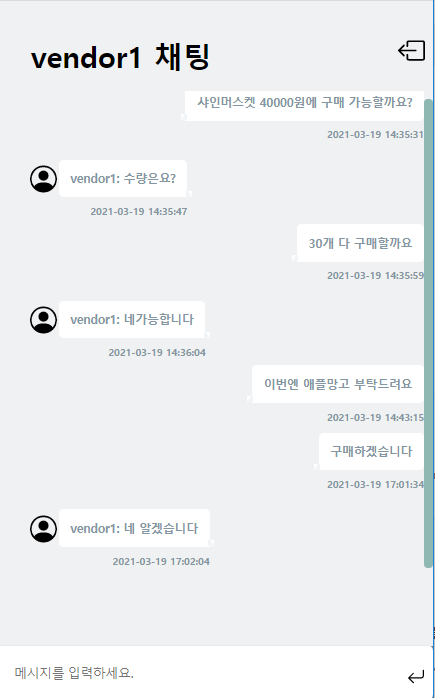 vendor1 채팅
샤인머스켓 40000원에 구매 가능할까요?
2021-03-19 14:35:31
vendor1: 수량은요?
2021-03-19 14:35:47
30개 다 구매할까요
2021-03-19 14:35:59
vendor1: 네가능합니다
2021-03-19 14:36:04
이번엔 애플망고 부탁드려요
2021-03-19 14:43:15
구매하겠습니다
2021-03-19 17:01:34
vendor1: 네 알겠습니다
2021-03-19 17:02:04
메시지를 입력하세요.